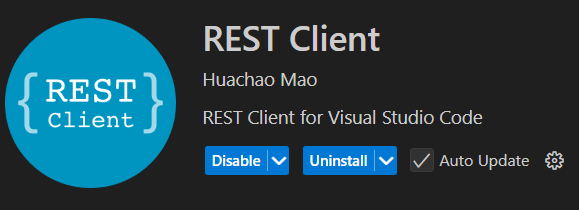 REST Client
Huachao Mao
REST Client for Visual Studio Code
{ REST
Client }
Disable Uninstall Auto Update